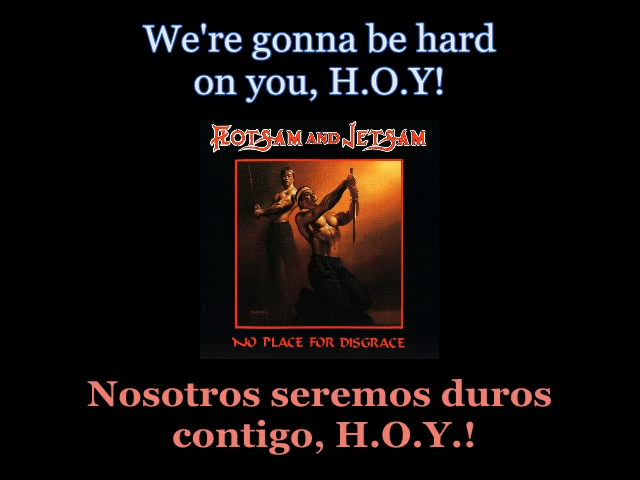 We're gonna be hard
on you, H.O.Y!
FLOTSAM AND JETSAM
NO PLACE FOR DISGRACE
Nosotros seremos duros
contigo, H.O.Y.!